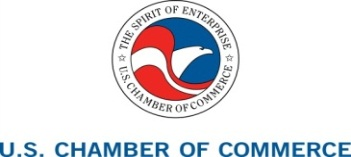 THE SPIRIT OF ENTERPRISE
U.S. CHAMBER OF COMMERCE
U.S. CHAMBER OF COMMERCE